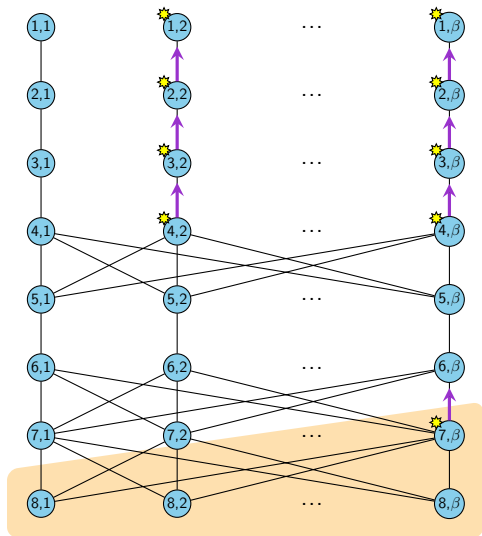 1,1 1,2 ... 1,β
2,1 2,2 ... 2,β
3,1 3,2 ... 3,β
4,1 4,2 ... 4,β
5,1 5,2 ... 5,β
6,1 6,2 ... 6,β
7,1 7,2 ... 7,β
8,1 8,2 ... 8,β